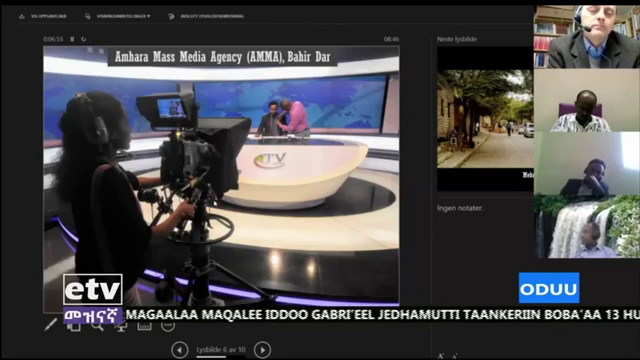 VIS OPPGAVELINJE VISNINGSINNSTILLINGER AVSLUTT LYSBILDEFREMVISNING
0:06:55 08:46
Neste lysbilde
Amhara Mass Media Agency (AMMA), Bahir Dar
TV
Ingen notater.
etv
መዝናኛ
ODUU
MAGAALAA MAQALEE IDDOO GABRI'EEL JEDHAMUTTI TAANKERIIN BOBA'AA 13 HU
Lysbilde 6 av 10